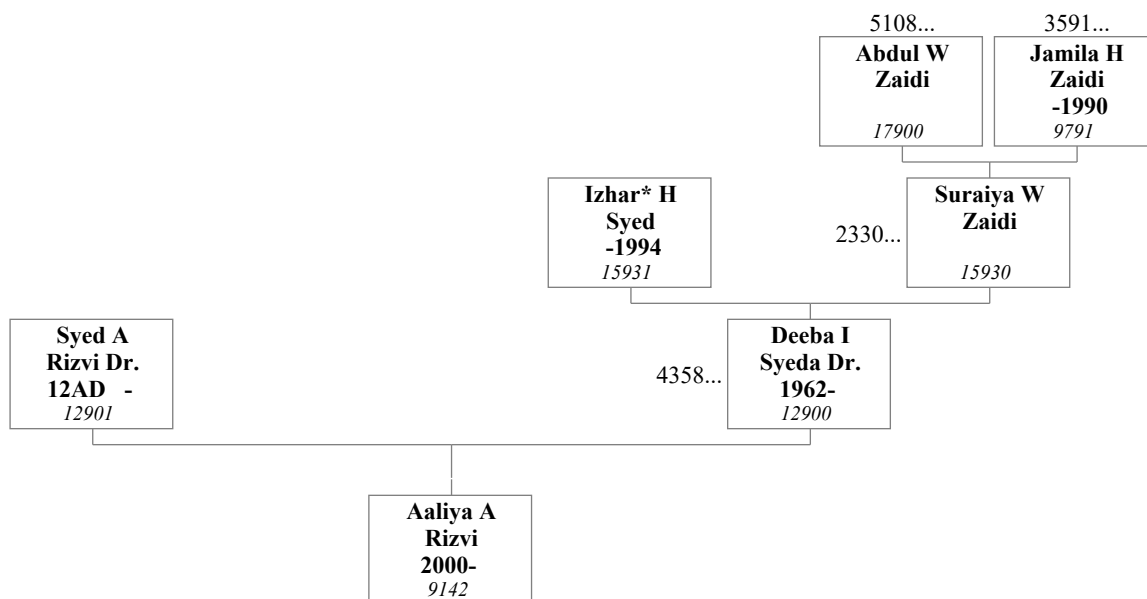 5108...
3591...
Abdul W
Zaidi
17900
Jamila H
Zaidi
-1990
9791
Izhar* H
Syed
-1994
15931
2330...
Suraiya W
Zaidi
15930
Syed A
Rizvi Dr.
12AD -
12901
4358...
Deeba I
Syeda Dr.
1962-
12900
Aaliya A
Rizvi
2000-
9142